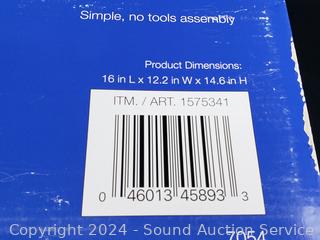 Simple, no tools assembly
Product Dimensions:
16 in L x 12.2 in W x 14.6 in H
ITM. / ART. 1575341
0 46013 45893 3
Copyright © 2024 - Sound Auction Service